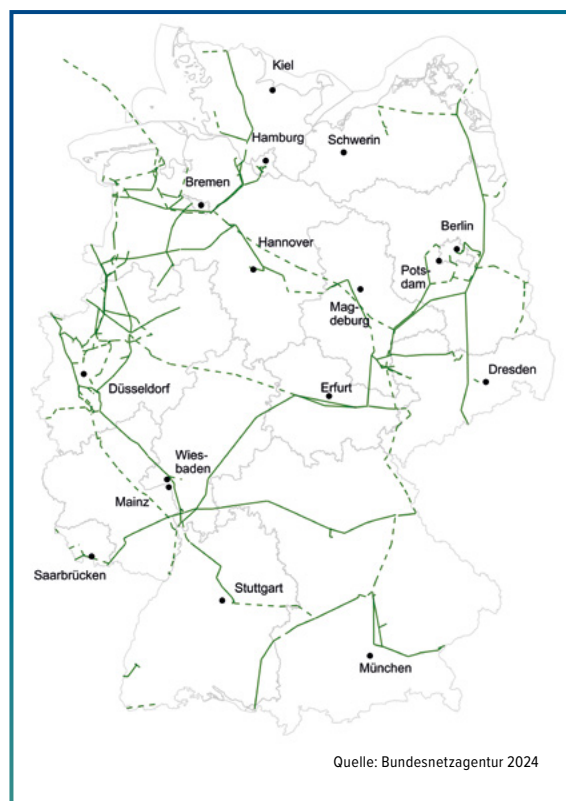 Kiel
Hamburg
Schwerin
Bremen
Hannover
Berlin
Pots-
dam
Mag-
deburg
Düsseldorf
Erfurt
Dresden
Wies-
baden
Mainz
Saarbrücken
Stuttgart
München
Quelle: Bundesnetzagentur 2024